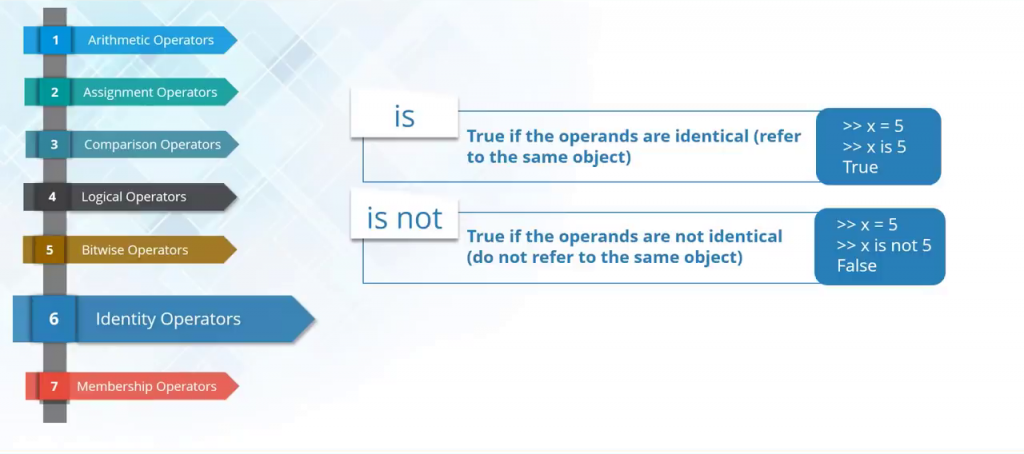 1 Arithmetic Operators
2 Assignment Operators
3 Comparison Operators
4 Logical Operators
5 Bitwise Operators
6 Identity Operators
7 Membership Operators
is
True if the operands are identical (refer
to the same object)
>> x = 5
>> x is 5
True
is not
True if the operands are not identical
(do not refer to the same object)
>> x = 5
>> x is not 5
False